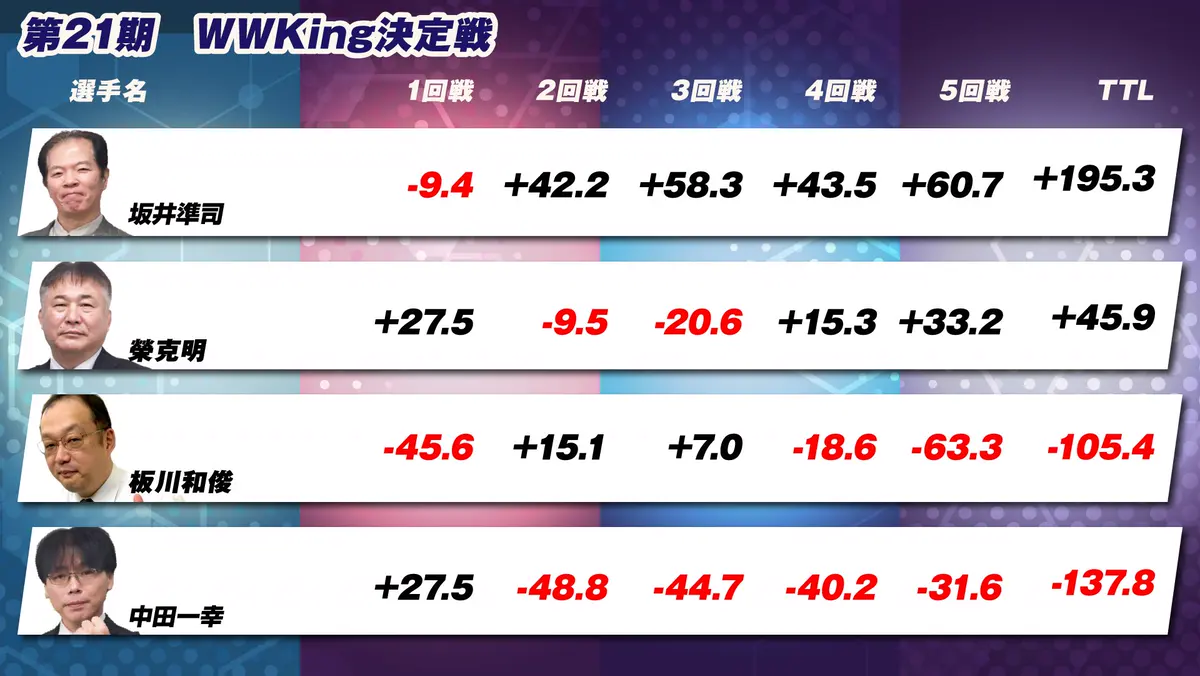 第21期 WWKing決定戦
選手名 1回戦 2回戦 3回戦 4回戦 5回戦 TTL
坂井準司 -9.4 +42.2 +58.3 +43.5 +60.7 +195.3
榮克明 +27.5 -9.5 -20.6 +15.3 +33.2 +45.9
板川和俊 -45.6 +15.1 +7.0 -18.6 -63.3 -105.4
中田一幸 +27.5 -48.8 -44.7 -40.2 -31.6 -137.8